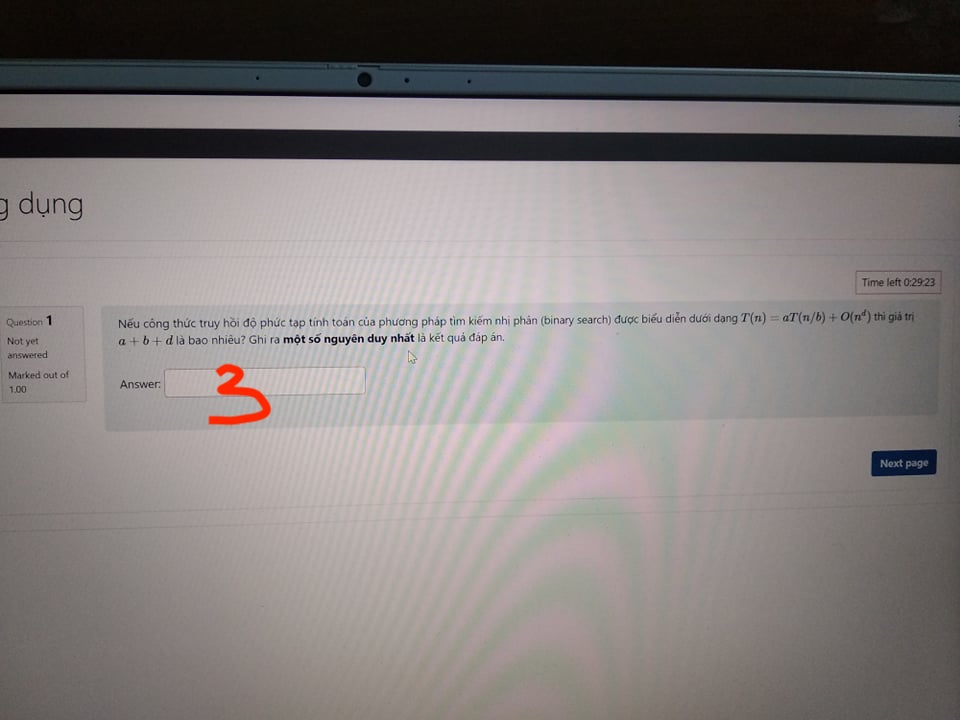 g dụng
Time left 0:29:23
Question 1
Not yet
answered
Marked out of
1.00
Nếu công thức truy hồi độ phức tạp tính toán của phương pháp tìm kiếm nhị phân (binary search) được biểu diễn dưới dạng T(n) = aT(n/b) + O(n^d) thì giá trị
a + b + d là bao nhiêu? Ghi ra một số nguyên duy nhất là kết quả đáp án.
Answer: 3
Next page